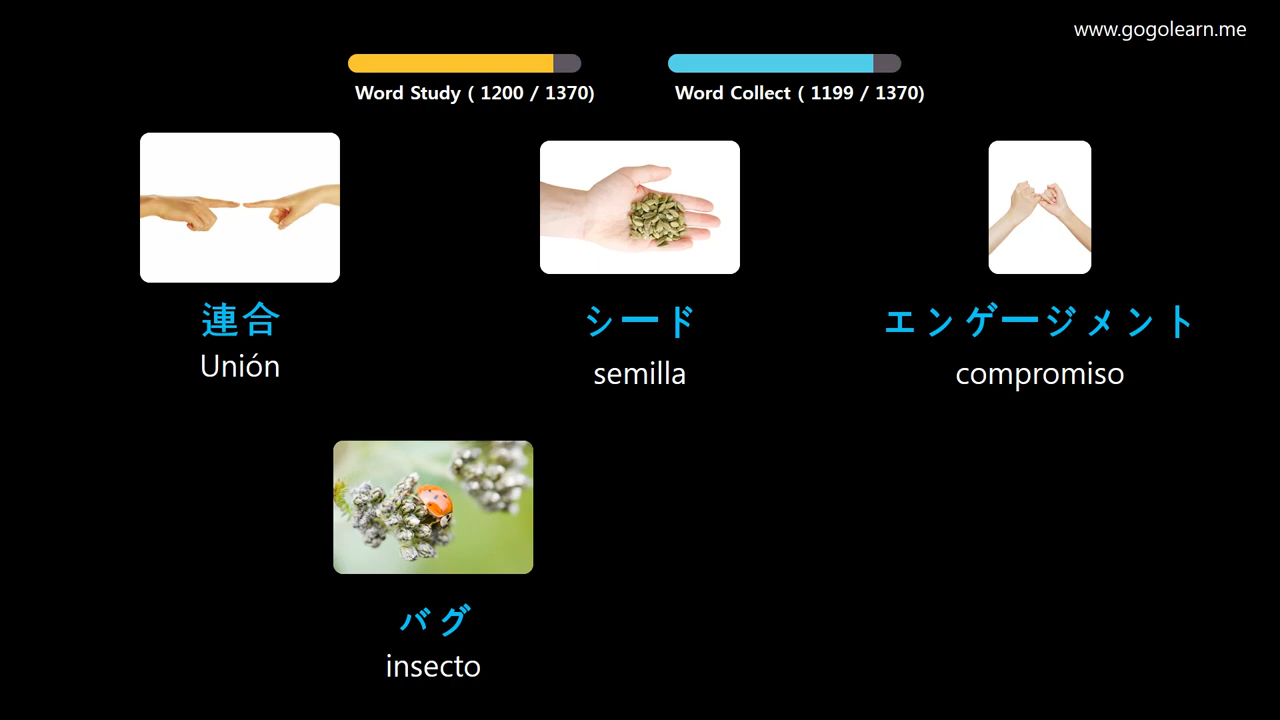 www.gogolearn.me
Word Study ( 1200 / 1370)
Word Collect ( 1199 / 1370)
連合
Unión
シード
semilla
エンゲージメント
compromiso
バグ
insecto